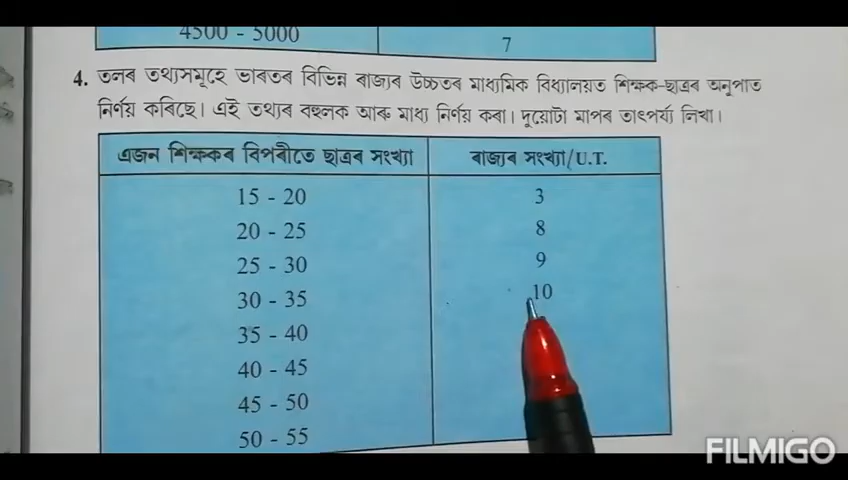 4500 - 5000 7
4. তলৰ তথ্যসমূহে ভাৰতৰ বিভিন্ন ৰাজ্যৰ উচ্চতৰ মাধ্যমিক বিদ্যালয়ত শিক্ষক-ছাত্ৰৰ অনুপাত
নিৰ্ণয় কৰিছে। এই তথ্যৰ বহুলক আৰু মাধ্য নিৰ্ণয় কৰা। দুয়োটা মাপৰ তাৎপৰ্য্য লিখা।
এজন শিক্ষকৰ বিপৰীতে ছাত্ৰৰ সংখ্যা ৰাজ্যৰ সংখ্যা/U.T.
15 - 20 3
20 - 25 8
25 - 30 9
30 - 35 10
35 - 40
40 - 45
45 - 50
50 - 55
FILMIGO